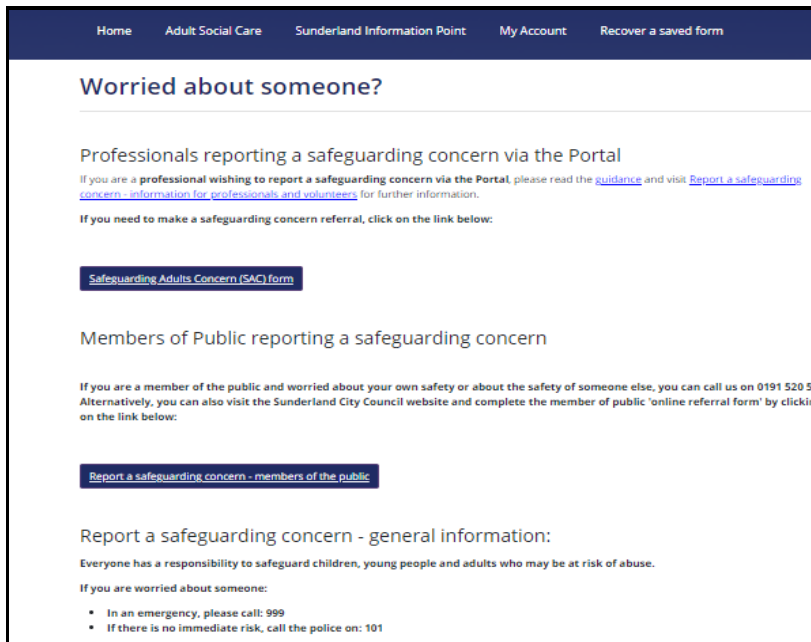 Home Adult Social Care Sunderland Information Point My Account Recover a saved form
Worried about someone?
Professionals reporting a safeguarding concern via the Portal
If you are a professional wishing to report a safeguarding concern via the Portal, please read the guidance and visit Report a safeguarding
concern - information for professionals and volunteers for further information.
If you need to make a safeguarding concern referral, click on the link below:
Safeguarding Adults Concern (SAC) form
Members of Public reporting a safeguarding concern
If you are a member of the public and worried about your own safety or about the safety of someone else, you can call us on 0191 520 5
Alternatively, you can also visit the Sunderland City Council website and complete the member of public 'online referral form' by
on the link below:
Report a safeguarding concern - members of the public
Report a safeguarding concern - general information:
Everyone has a responsibility to safeguard children, young people and adults who may be at risk of abuse.
If you are worried about someone:
• In an emergency, please call: 999
• If there is no immediate risk, call the police on: 101